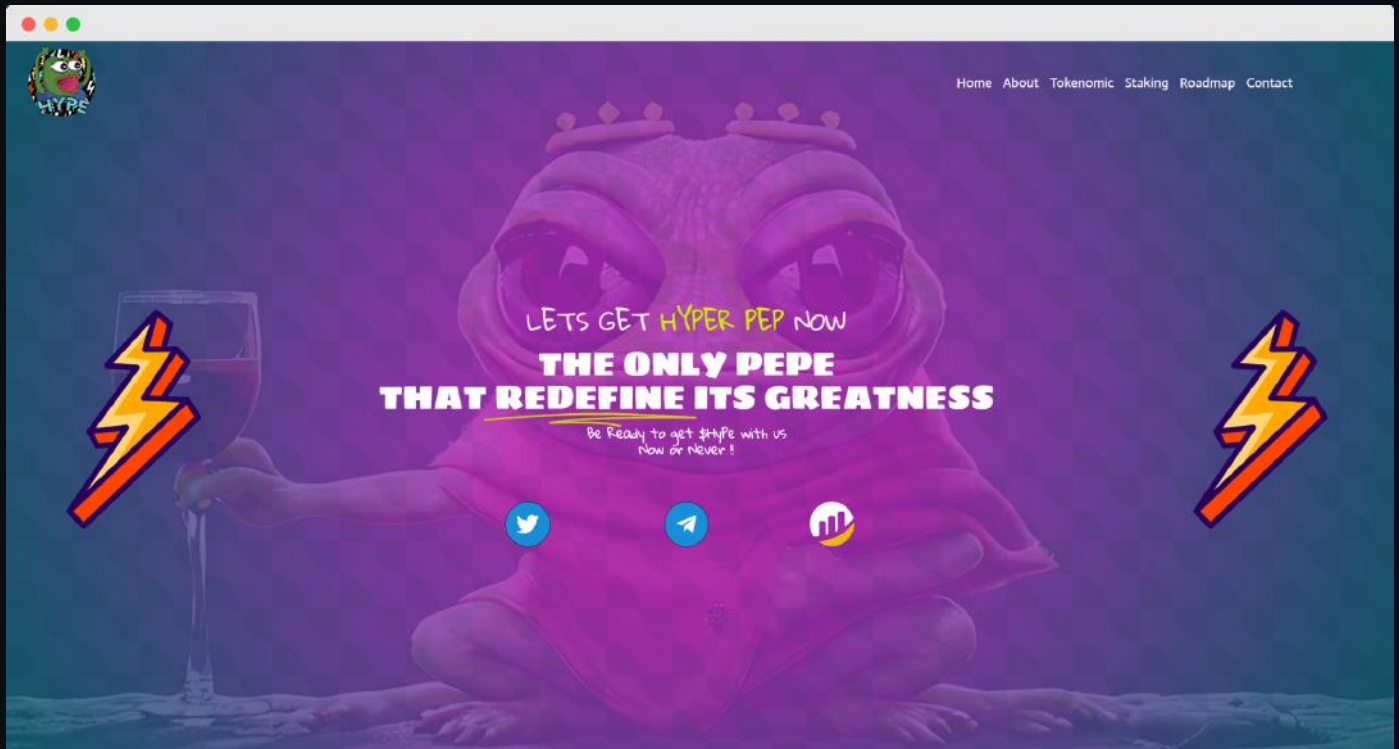 HYPE
Home About Tokenomic Staking Roadmap Contact
LETS GET HYPER PEP NOW
THE ONLY PEPE
THAT REDEFINE ITS GREATNESS
Be Ready to get $HyPe with us
Now or Never !!